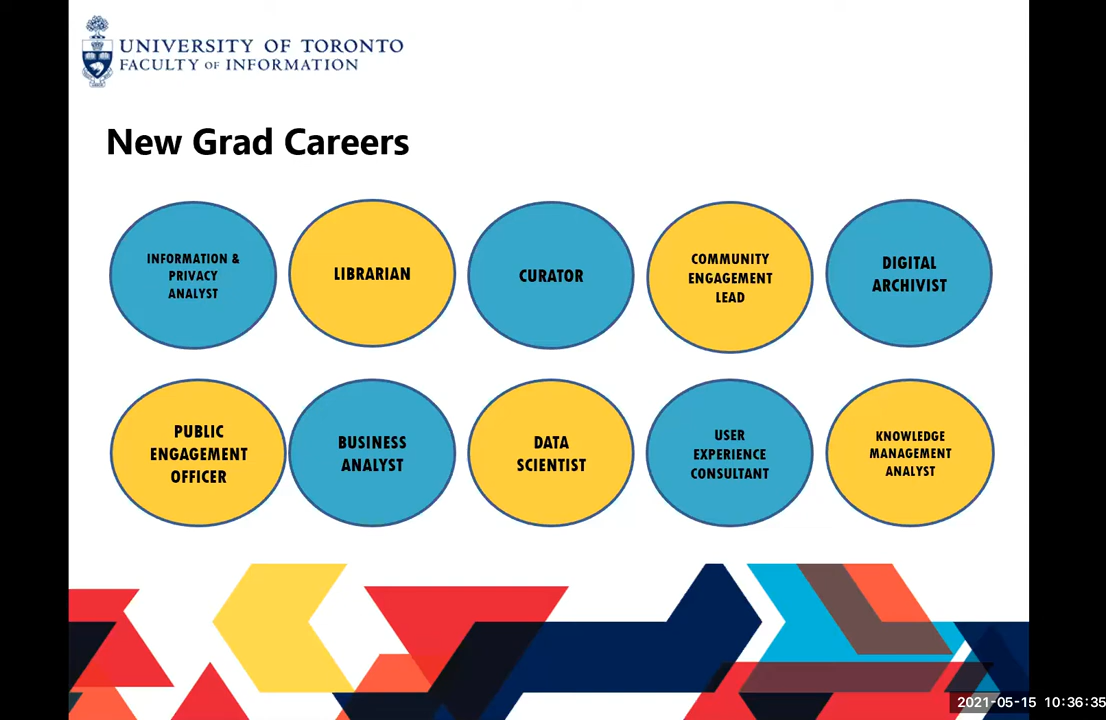 UNIVERSITY OF TORONTO
FACULTY OF INFORMATION
New Grad Careers
INFORMATION &
PRIVACY
ANALYST
LIBRARIAN
CURATOR
COMMUNITY
ENGAGEMENT
LEAD
DIGITAL
ARCHIVIST
PUBLIC
ENGAGEMENT
OFFICER
BUSINESS
ANALYST
DATA
SCIENTIST
USER
EXPERIENCE
CONSULTANT
KNOWLEDGE
MANAGEMENT
ANALYST
2021-05-15 10:36:35